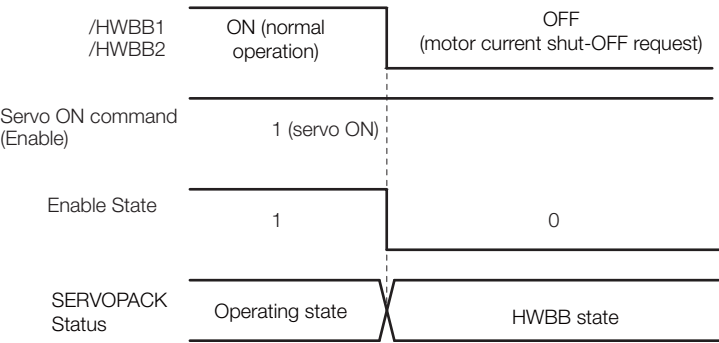 /HWBB1
/HWBB2
ON (normal
operation)
OFF
(motor current shut-OFF request)
Servo ON command
(Enable)
1 (servo ON)
Enable State
1
0
SERVOPACK
Status
Operating state
HWBB state